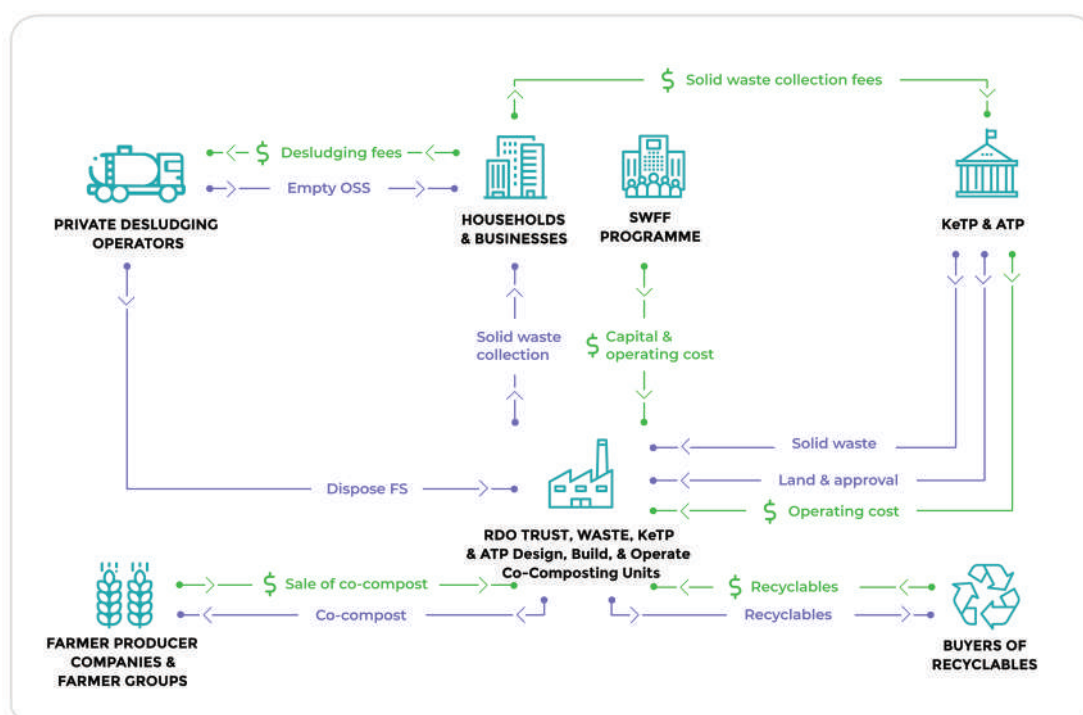 $ Solid waste collection fees
$ Desludging fees
Empty OSS
PRIVATE DESLUDGING
OPERATORS
HOUSEHOLDS
& BUSINESSES
SWFF
PROGRAMME
KeTP & ATP
Solid waste
collection
$ Capital &
operating cost
Solid waste
Land & approval
$ Operating cost
Dispose FS
RDO TRUST, WASTE, KeTP
& ATP Design, Build, & Operate
Co-Composting Units
$ Sale of co-compost
Co-compost
$ Recyclables
Recyclables
FARMER PRODUCER
COMPANIES &
FARMER GROUPS
BUYERS OF
RECYCLABLES